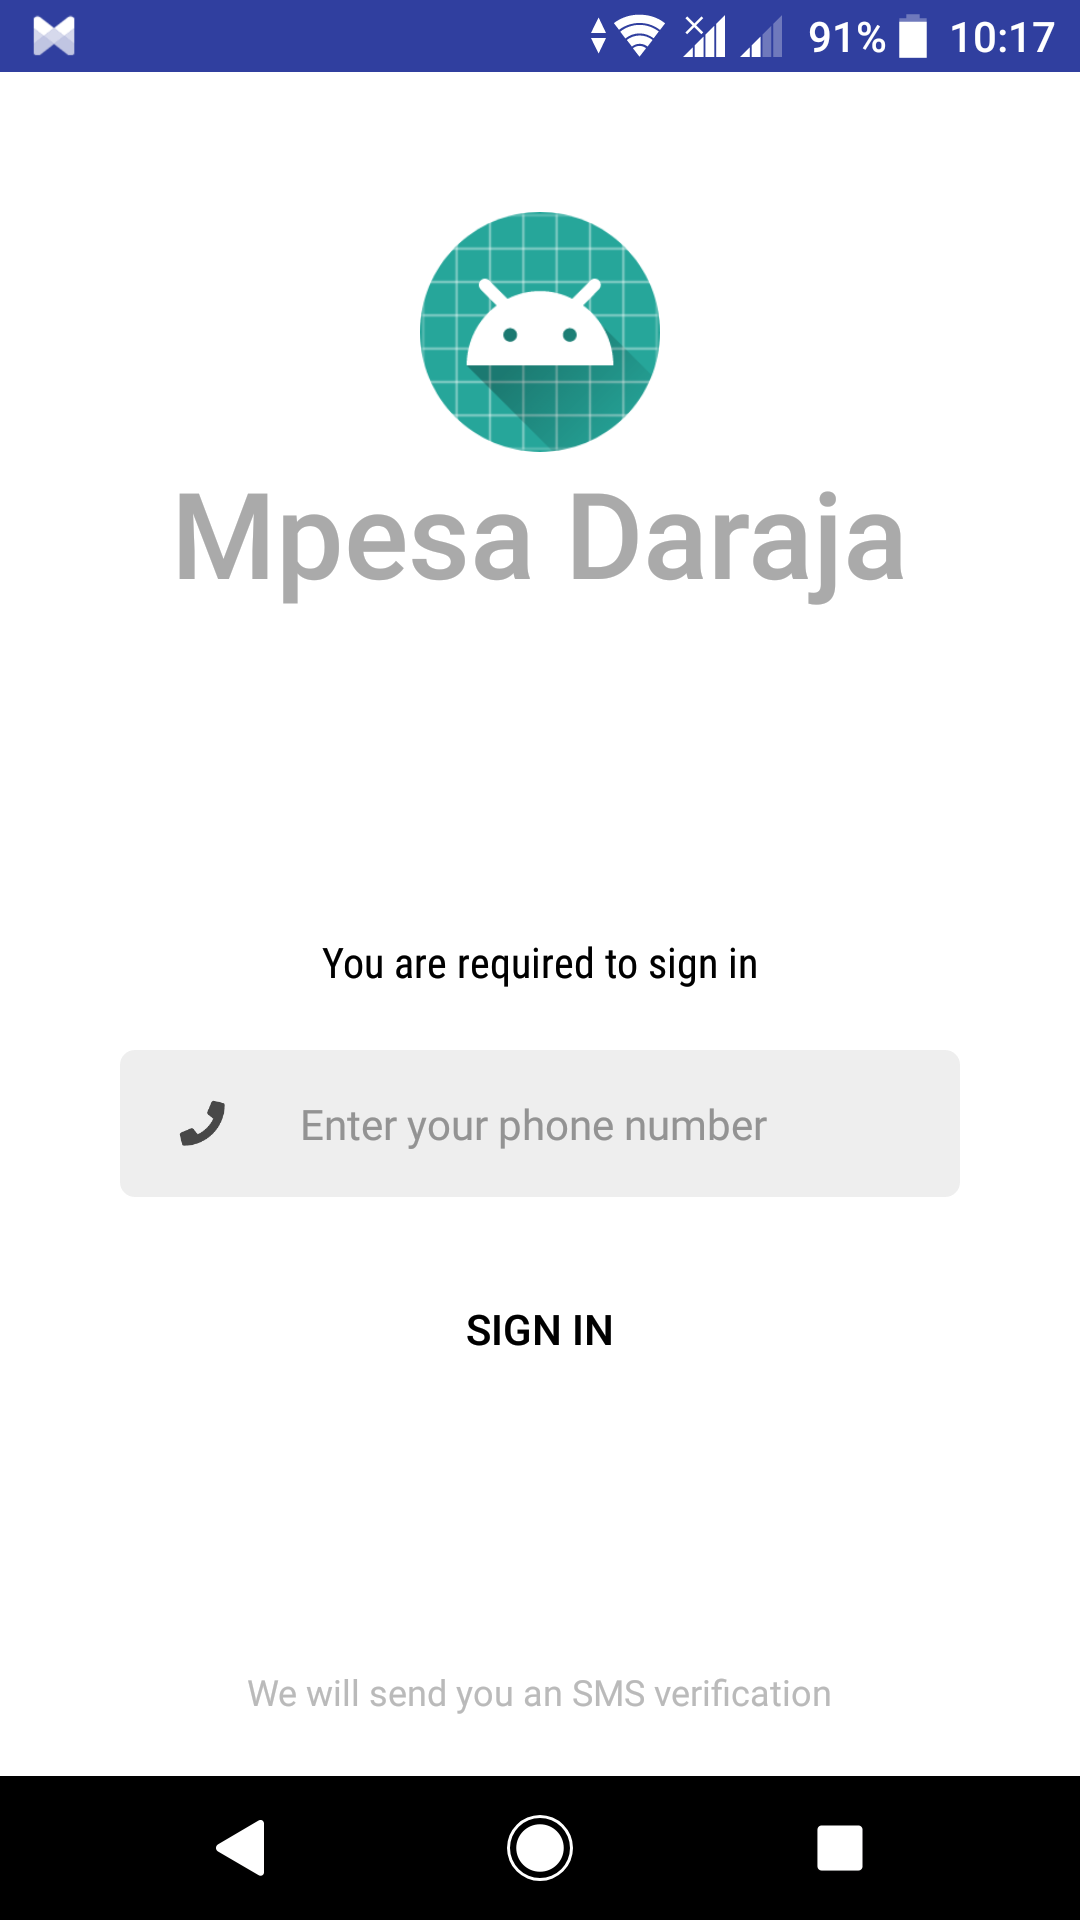 91% 10:17
Mpesa Daraja
You are required to sign in
Enter your phone number
SIGN IN
We will send you an SMS verification